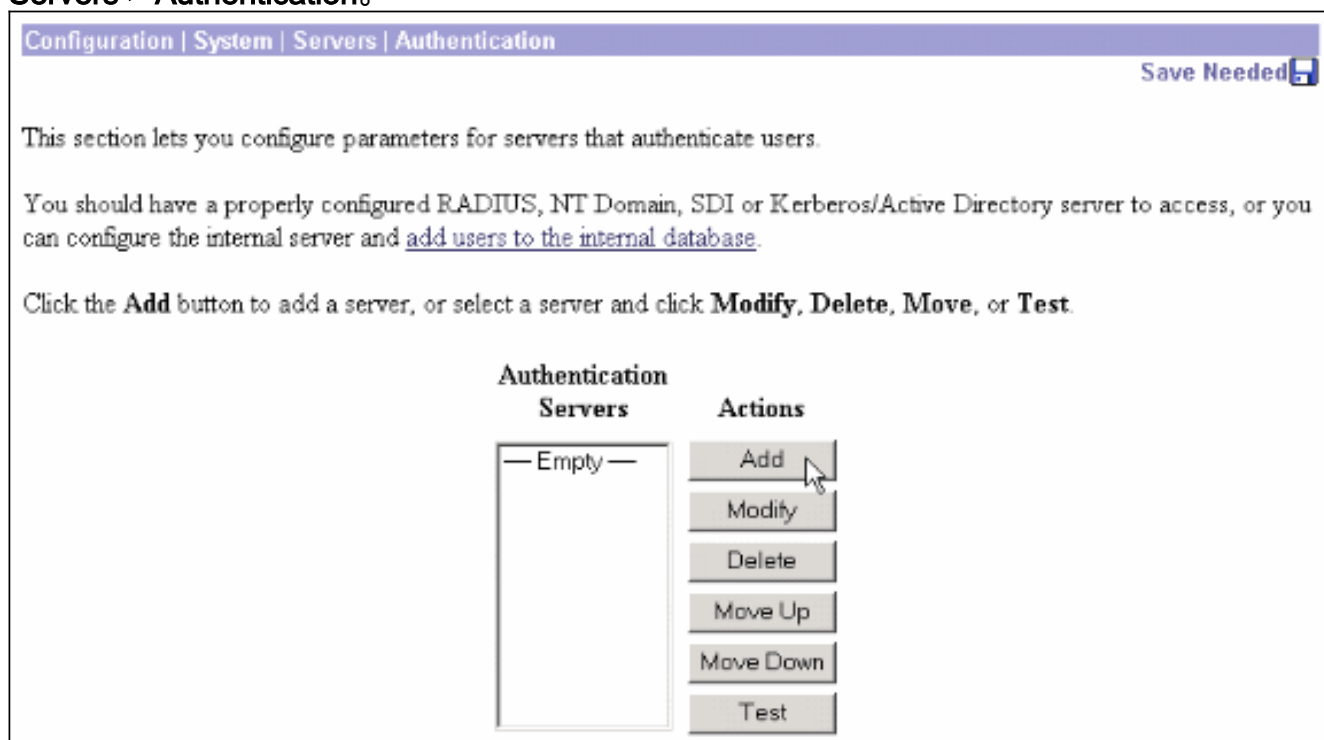 Servers > Authentication。
Configuration | System | Servers | Authentication
Save Needed
This section lets you configure parameters for servers that authenticate users.
You should have a properly configured RADIUS, NT Domain, SDI or Kerberos/Active Directory server to access, or you
can configure the internal server and add users to the internal database.
Click the Add button to add a server, or select a server and click Modify, Delete, Move, or Test.
Authentication
Servers
Actions
— Empty —
Add
Modify
Delete
Move Up
Move Down
Test